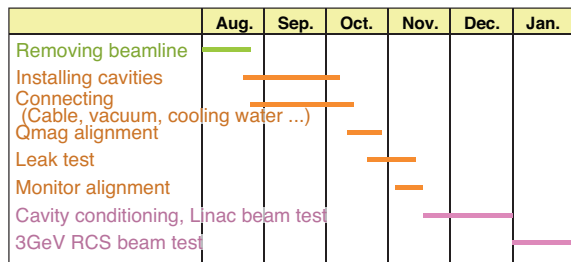 Aug. Sep. Oct. Nov. Dec. Jan.
Removing beamline
Installing cavities
Connecting
(Cable, vacuum, cooling water ...)
Qmag alignment
Leak test
Monitor alignment
Cavity conditioning, Linac beam test
3GeV RCS beam test